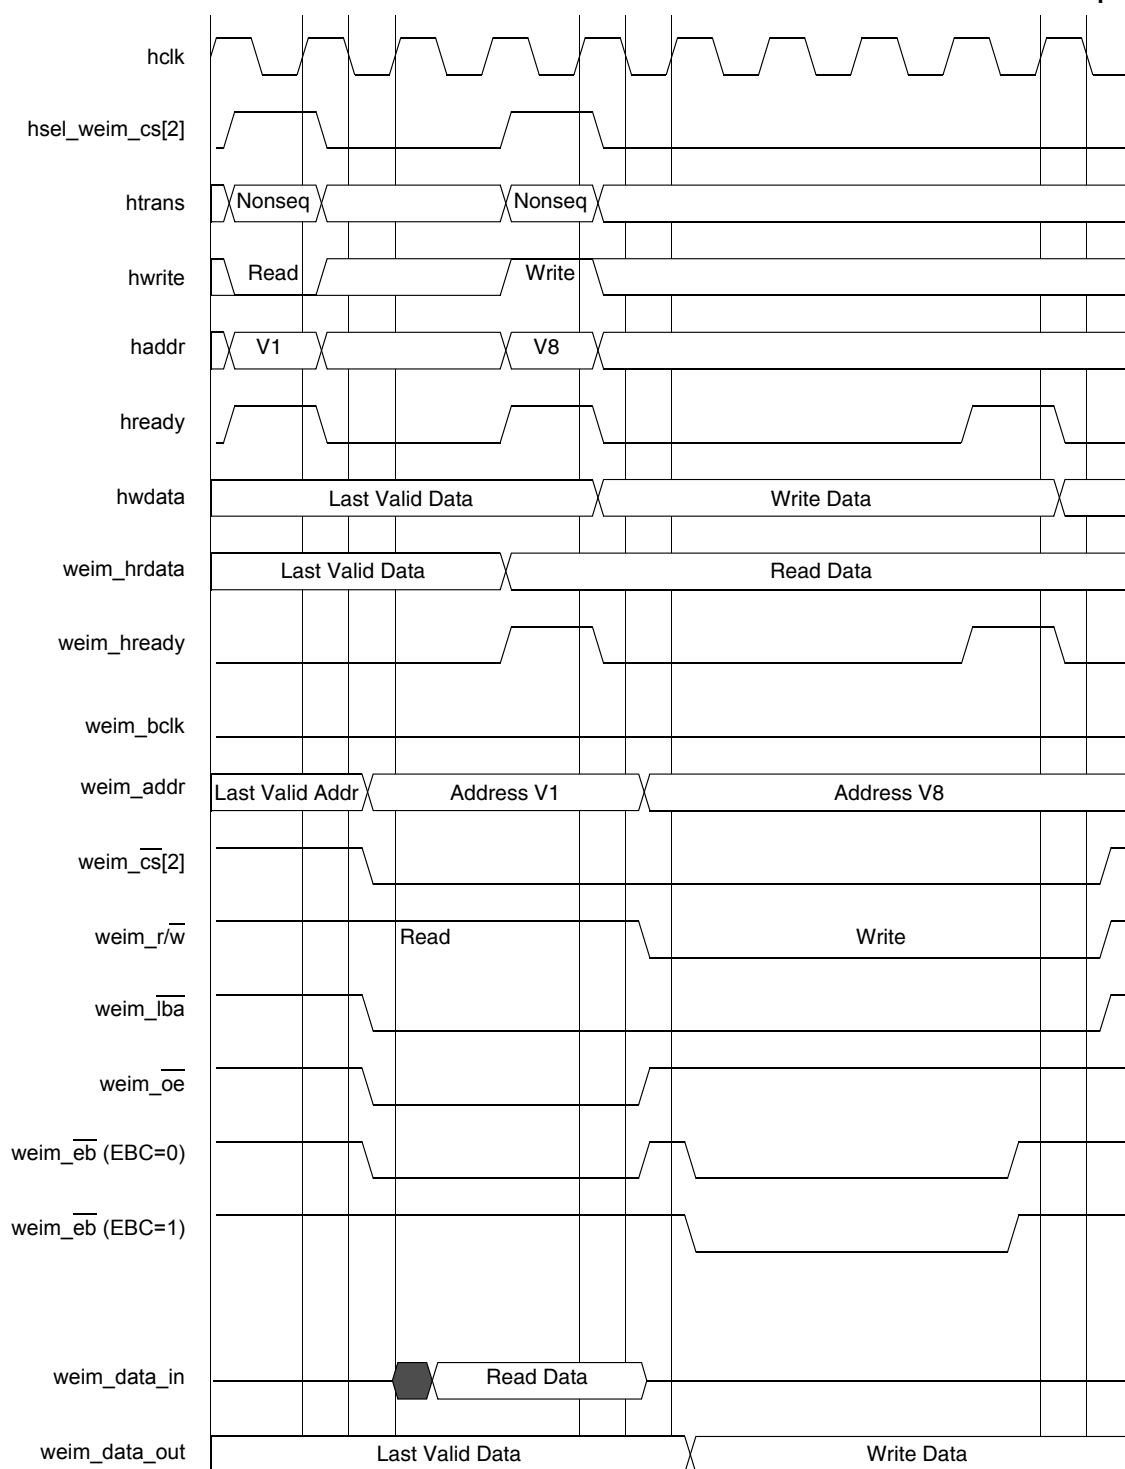 hclk
hsel_weim_cs[2]
htrans Nonseq Nonseq
hwrite Read Write
haddr V1 V8
hready
hwdata Last Valid Data Write Data
weim_hrdata Last Valid Data Read Data
weim_hready
weim_bclk
weim_addr Last Valid Addr Address V1 Address V8
weim_cs[2]
weim_r/w Read Write
weim_lba
weim_oe
weim_eb (EBC=0)
weim_eb (EBC=1)
weim_data_in Read Data
weim_data_out Last Valid Data Write Data